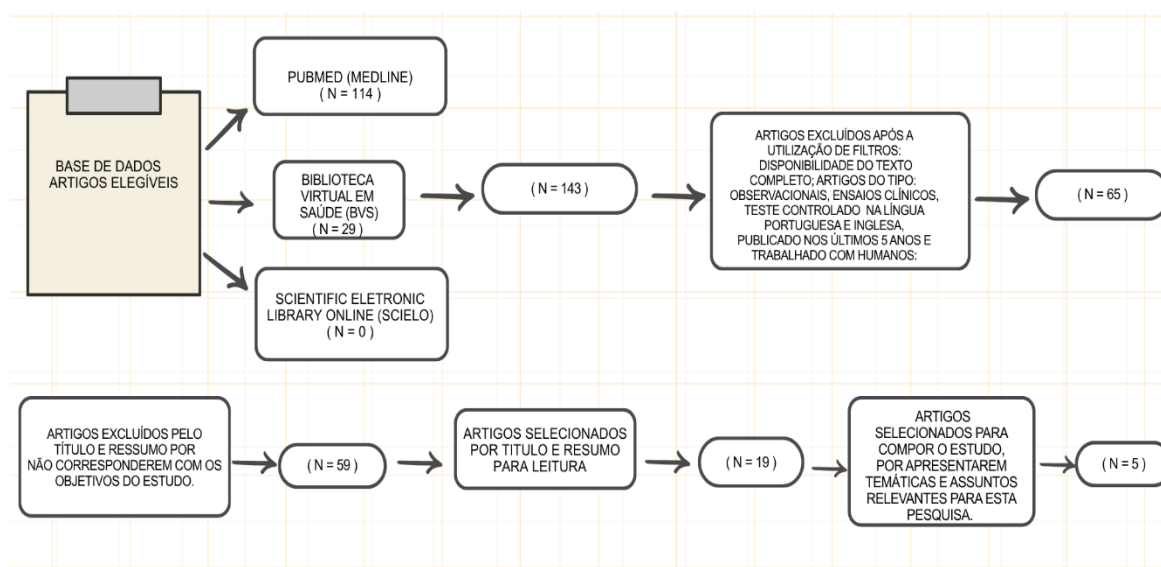 BASE DE DADOS
ARTIGOS ELEGÍVEIS
PUBMED (MEDLINE)
( N = 114 )
BIBLIOTECA
VIRTUAL EM
SAÚDE (BVS)
( N = 29 )
SCIENTIFIC ELETRONIC
LIBRARY ONLINE (SCIELO)
( N = 0 )
( N = 143 )
ARTIGOS EXCLUÍDOS APÓS A
UTILIZAÇÃO DE FILTROS:
DISPONIBILIDADE DO TEXTO
COMPLETO; ARTIGOS DO TIPO:
OBSERVACIONAIS, ENSAIOS CLÍNICOS,
TESTE CONTROLADO NA LÍNGUA
PORTUGUESA E INGLESA,
PUBLICADO NOS ÚLTIMOS 5 ANOS E
TRABALHADO COM HUMANOS:
( N = 65 )
ARTIGOS EXCLUÍDOS PELO
TÍTULO E RESSUMO POR
NÃO CORRESPONDEREM COM OS
OBJETIVOS DO ESTUDO.
( N = 59 )
ARTIGOS SELECIONADOS
POR TITULO E RESUMO
PARA LEITURA
( N = 19 )
ARTIGOS
SELECIONADOS PARA
COMPOR O ESTUDO,
POR APRESENTAREM
TEMÁTICAS E ASSUNTOS
RELEVANTES PARA ESTA
PESQUISA.
( N = 5 )